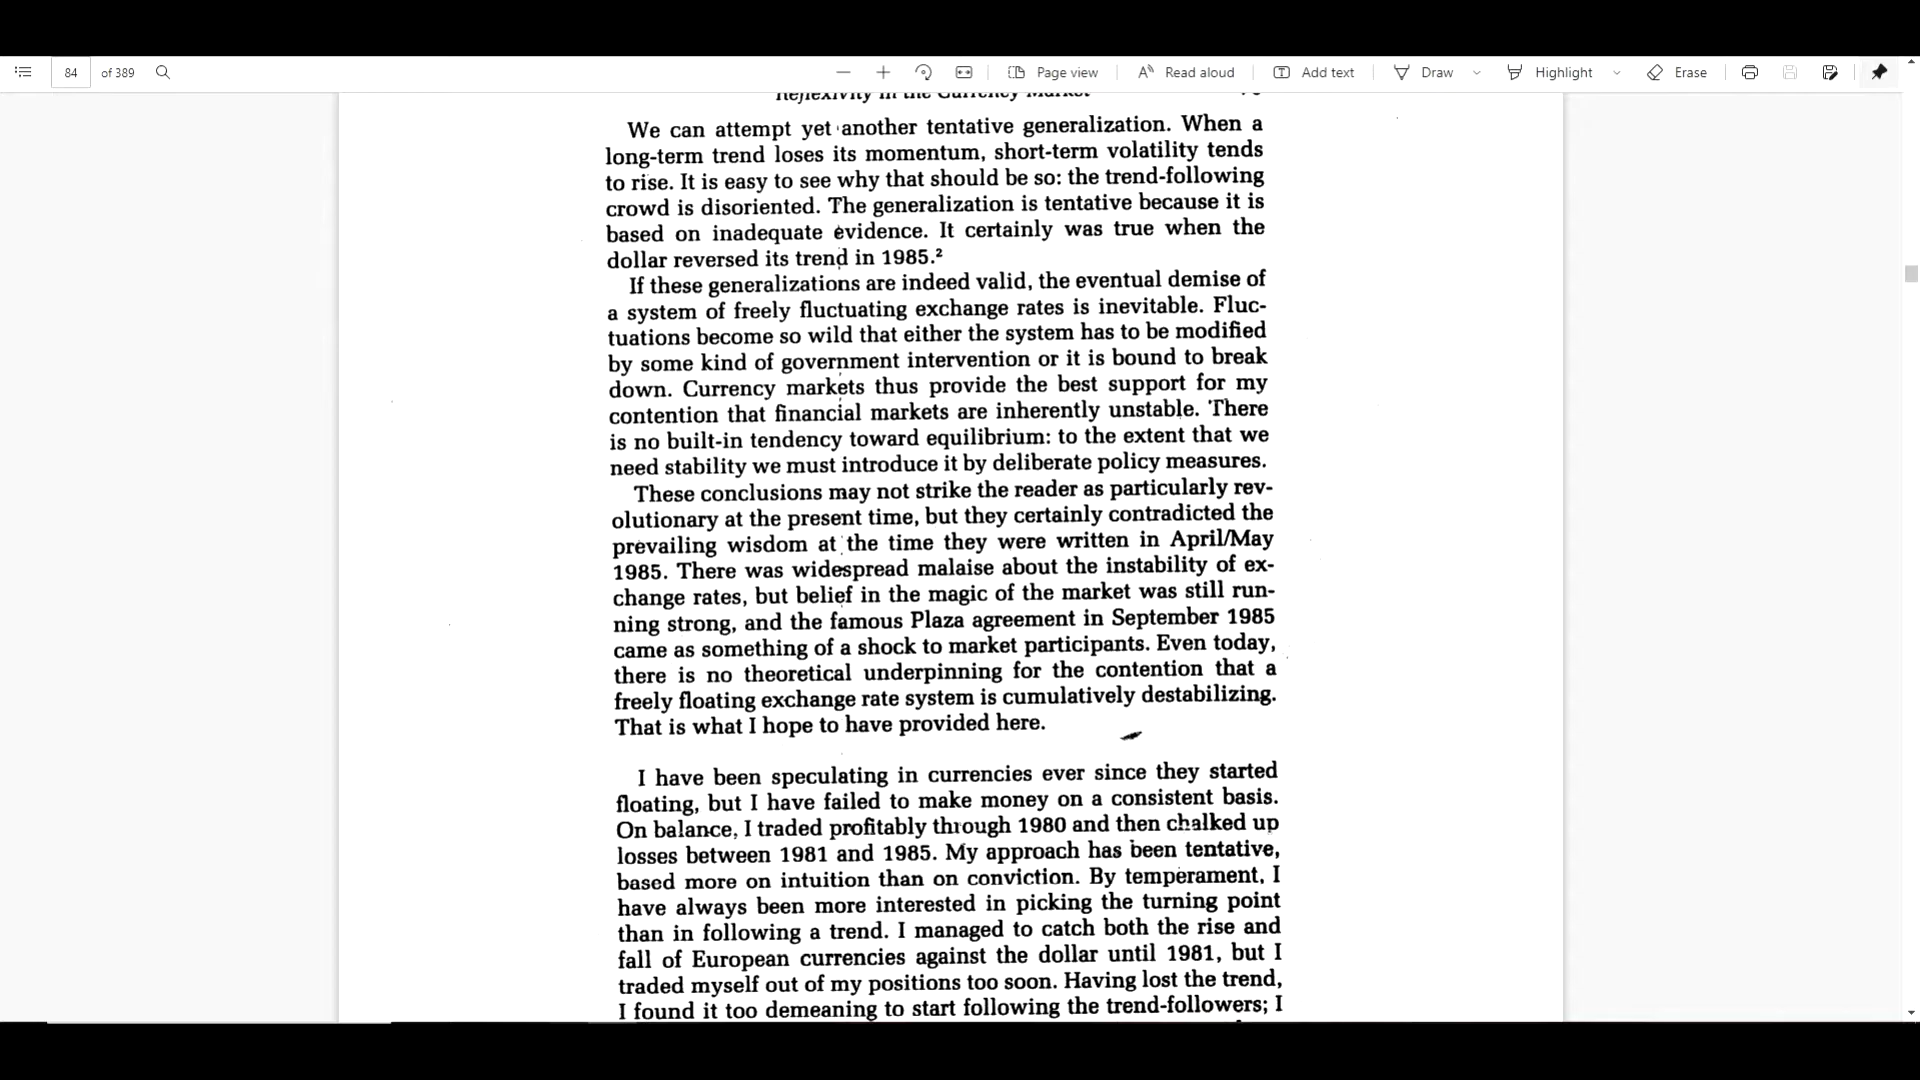 84 of 389 Page view Read aloud Add text Draw Highlight Erase
Reflexivity in the Currency Market
We can attempt yet another tentative generalization. When a
long-term trend loses its momentum, short-term volatility tends
to rise. It is easy to see why that should be so: the trend-following
crowd is disoriented. The generalization is tentative because it is
based on inadequate evidence. It certainly was true when the
dollar reversed its trend in 1985.²
If these generalizations are indeed valid, the eventual demise of
a system of freely fluctuating exchange rates is inevitable. Fluc-
tuations become so wild that either the system has to be modified
by some kind of government intervention or it is bound to break
down. Currency markets thus provide the best support for my
contention that financial markets are inherently unstable. There
is no built-in tendency toward equilibrium: to the extent that we
need stability we must introduce it by deliberate policy measures.
These conclusions may not strike the reader as particularly rev-
olutionary at the present time, but they certainly contradicted the
prevailing wisdom at the time they were written in April/May
1985. There was widespread malaise about the instability of ex-
change rates, but belief in the magic of the market was still run-
ning strong, and the famous Plaza agreement in September 1985
came as something of a shock to market participants. Even today,
there is no theoretical underpinning for the contention that a
freely floating exchange rate system is cumulatively destabilizing.
That is what I hope to have provided here.
I have been speculating in currencies ever since they started
floating, but I have failed to make money on a consistent basis.
On balance, I traded profitably through 1980 and then chalked up
losses between 1981 and 1985. My approach has been tentative,
based more on intuition than on conviction. By temperament, I
have always been more interested in picking the turning point
than in following a trend. I managed to catch both the rise and
fall of European currencies against the dollar until 1981, but I
traded myself out of my positions too soon. Having lost the trend,
I found it too demeaning to start following the trend-followers; I